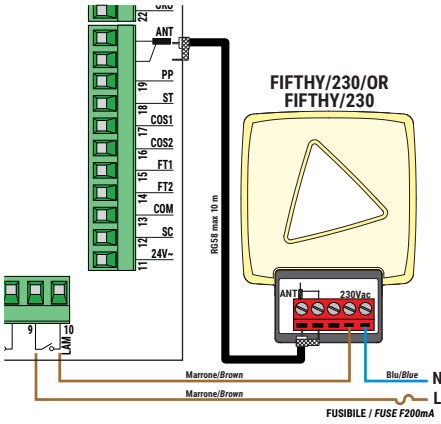 22
ANT
PP
19
ST
18
COS1
17
COS2
16
FT1
15
FT2
14
COM
13
SC
12
24V~
11
9
10
LAM
RG58 max 10 m
FIFTHY/230/OR
FIFTHY/230
ANT
230Vac
Marrone/Brown
Blu/Blue
N
Marrone/Brown
L
FUSIBILE / FUSE F200mA